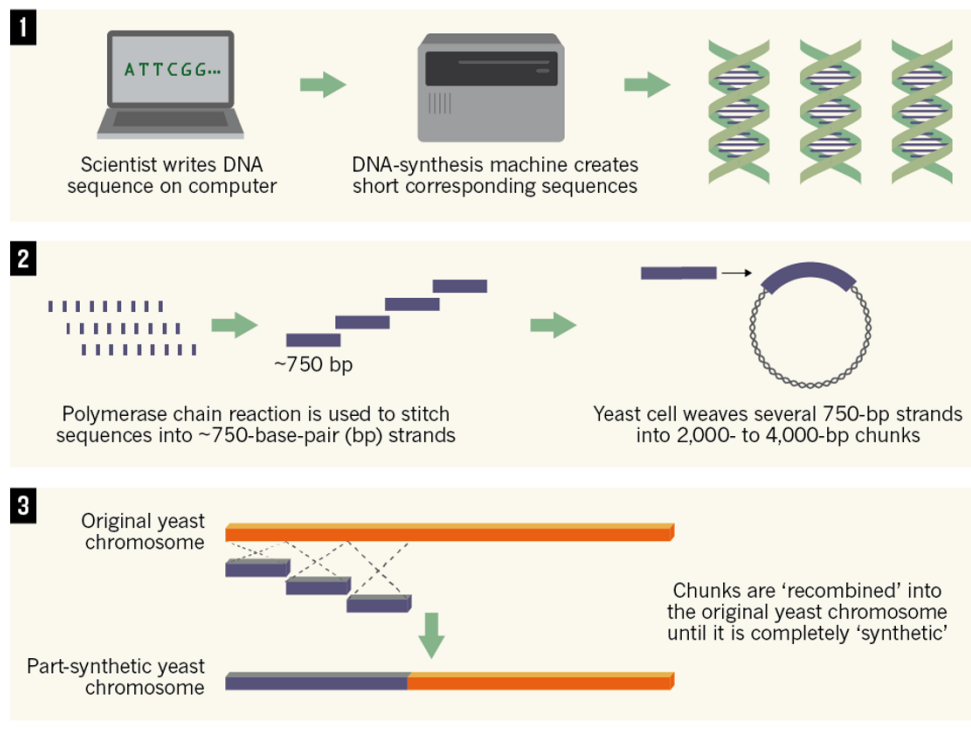 1
ATTCGG...
Scientist writes DNA
sequence on computer
DNA-synthesis machine creates
short corresponding sequences
2
~750 bp
Polymerase chain reaction is used to stitch
sequences into ~750-base-pair (bp) strands
Yeast cell weaves several 750-bp strands
into 2,000- to 4,000-bp chunks
3
Original yeast
chromosome
Chunks are ‘recombined’ into
the original yeast chromosome
until it is completely ‘synthetic’
Part-synthetic yeast
chromosome